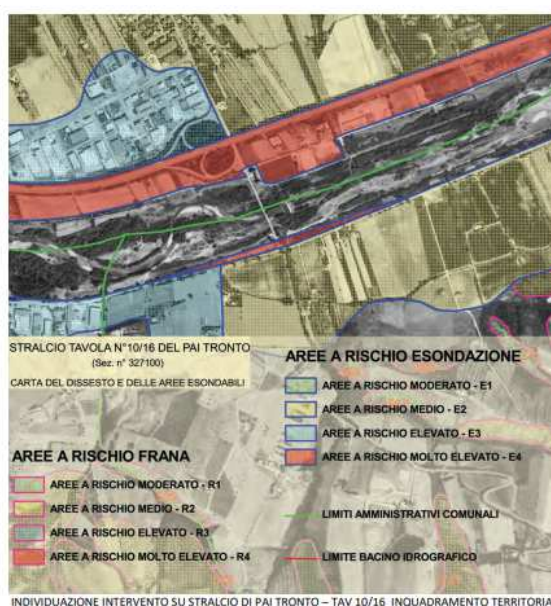 STRALCIO TAVOLA N°10/16 DEL PAI TRONTO
(Sez. n° 327100)
CARTA DEL DISSESTO E DELLE AREE ESONDABILI
AREE A RISCHIO ESONDAZIONE
AREE A RISCHIO MODERATO - E1
AREE A RISCHIO MEDIO - E2
AREE A RISCHIO ELEVATO - E3
AREE A RISCHIO MOLTO ELEVATO - E4
AREE A RISCHIO FRANA
AREE A RISCHIO MODERATO - R1
AREE A RISCHIO MEDIO - R2
AREE A RISCHIO ELEVATO - R3
AREE A RISCHIO MOLTO ELEVATO - R4
LIMITI AMMINISTRATIVI COMUNALI
LIMITE BACINO IDROGRAFICO
INDIVIDUAZIONE INTERVENTO SU STRALCIO DI PAI TRONTO – TAV 10/16 INQUADRAMENTO TERRITORIA